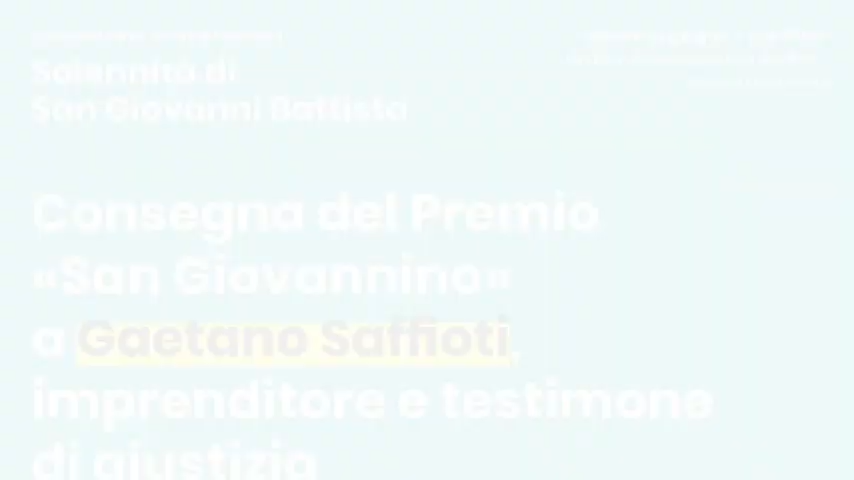 Solennità di
San Giovanni Battista
Consegna del Premio
«San Giovannino»
a Gaetano Saffioti,
imprenditore e testimone
di giustizia